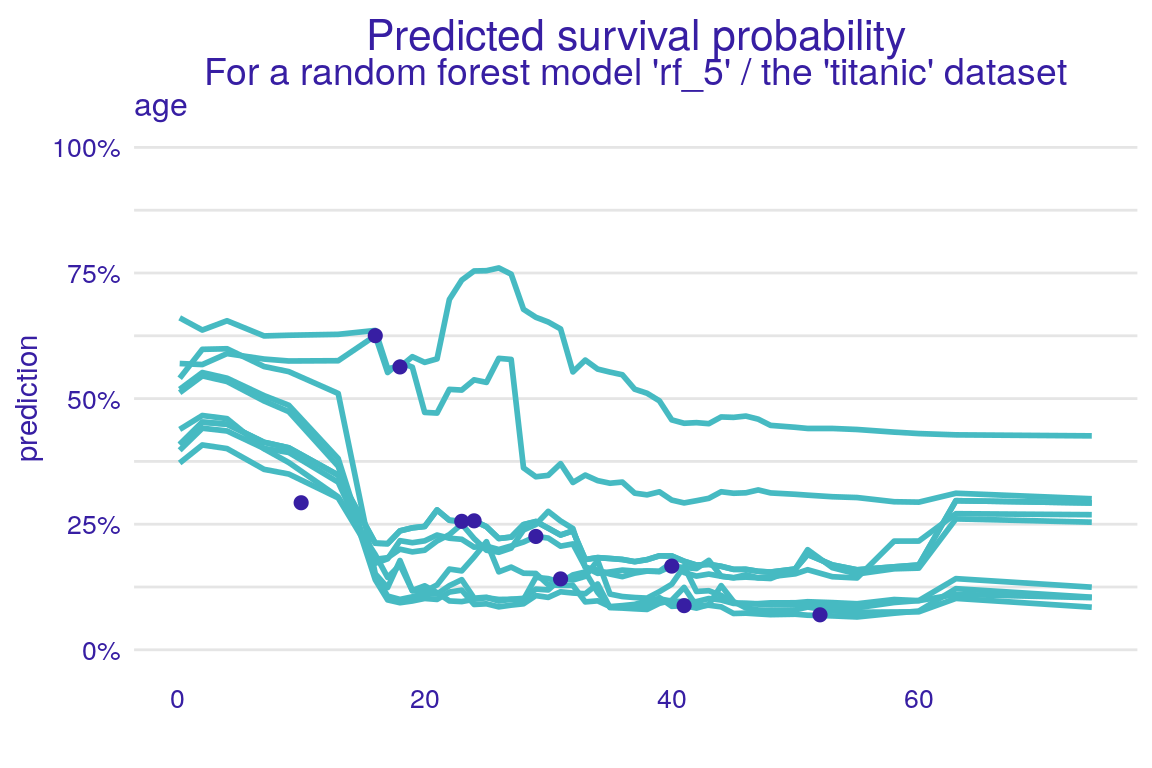 Predicted survival probability
For a random forest model 'rf_5' / the 'titanic' dataset
age
100%
75%
50%
25%
0%
prediction
0 20 40 60